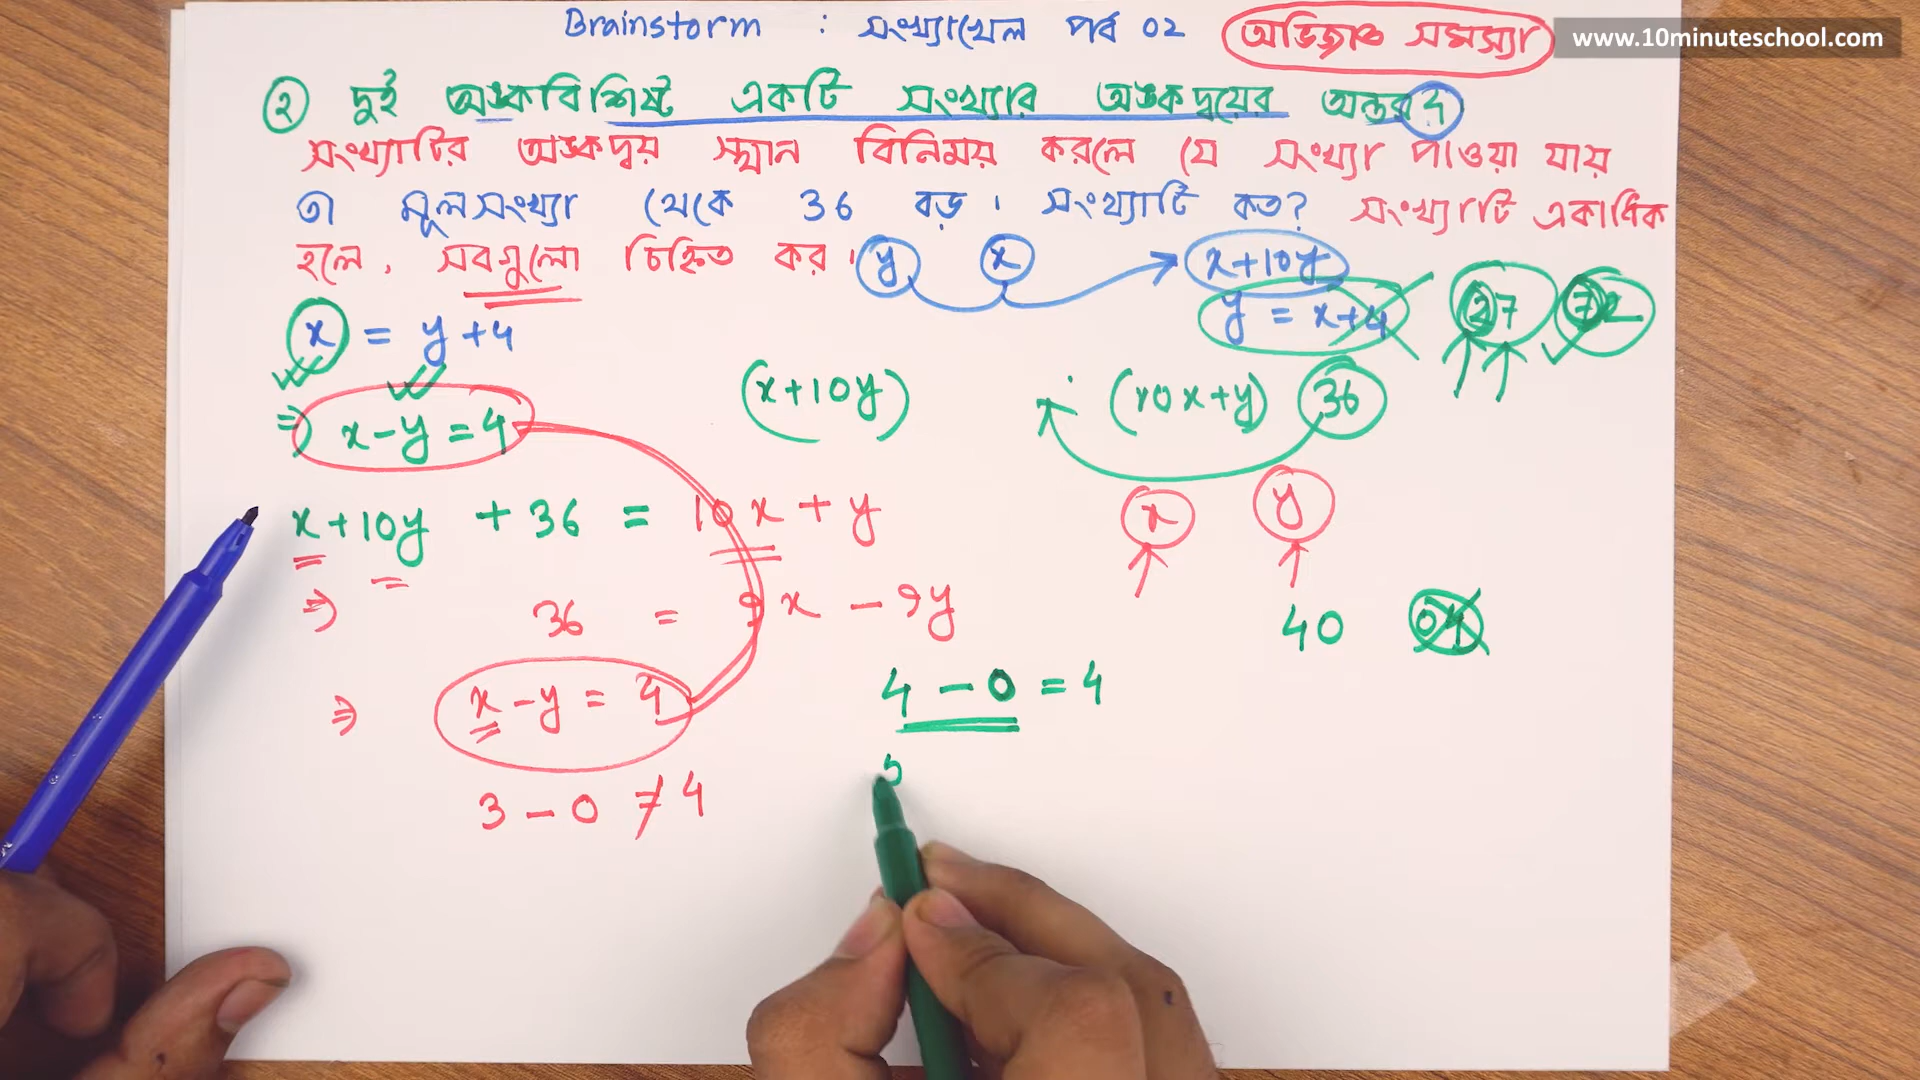 Brainstorm : সংখ্যাখেল পর্ব ০২ অভিজাত সমস্যা
www.10minuteschool.com
২ দুই অঙ্কবিশিষ্ট একটি সংখ্যার অঙ্কদ্বয়ের অন্তর 4
সংখ্যাটির অঙ্কদ্বয় স্থান বিনিময় করলে যে সংখ্যা পাওয়া যায়
তা মূলসংখ্যা থেকে 36 বড়। সংখ্যাটি কত? সংখ্যাটি একাধিক
হলে, সবগুলো চিহ্নিত কর। y x x+10y
x = y+4 y = x+4 27 72
(x+10y) (10x+y) 36
⇒ x-y=4
x+10y +36 = 10x + y x y
⇒ 36 = 9x - 9y 40 04
⇒ x-y = 4 4-0=4
3-0 ≠ 4